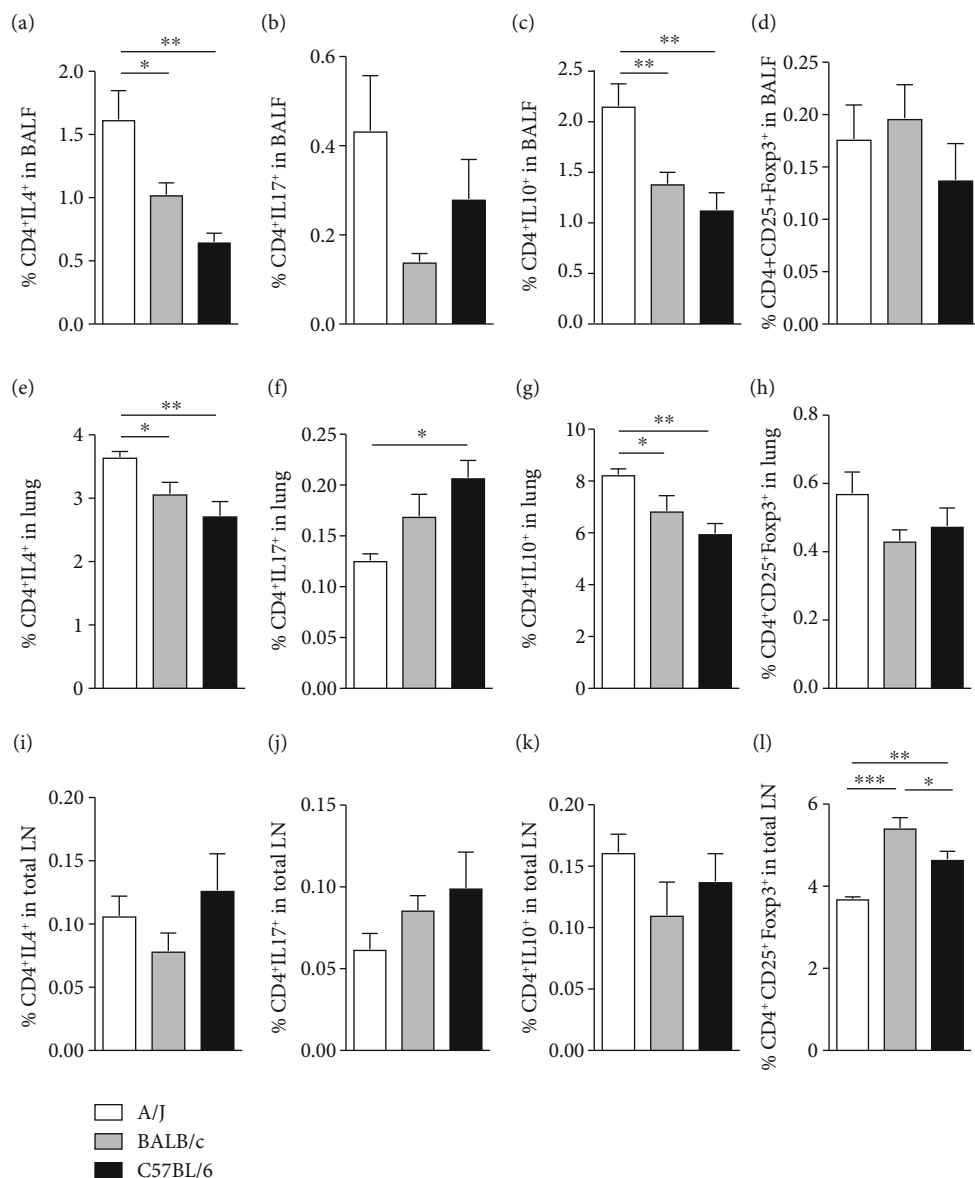 (a)
**
*
2.0
1.5
1.0
0.5
0.0
% CD4⁺IL4⁺ in BALF
(b)
0.6
0.4
0.2
0.0
% CD4⁺IL17⁺ in BALF
(c)
**
**
2.5
2.0
1.5
1.0
0.5
0.0
% CD4⁺IL10⁺ in BALF
(d)
0.25
0.20
0.15
0.10
0.05
0.00
% CD4+CD25+Foxp3⁺ in BALF
(e)
**
*
4
3
2
1
0
% CD4⁺IL4⁺ in lung
(f)
*
0.25
0.20
0.15
0.10
0.05
0.00
% CD4⁺IL17⁺ in lung
(g)
**
*
8
6
4
2
0
% CD4⁺IL10⁺ in lung
(h)
0.8
0.6
0.4
0.2
0.0
% CD4⁺CD25⁺Foxp3⁺ in lung
(i)
0.20
0.15
0.10
0.05
0.00
% CD4⁺IL4⁺ in total LN
(j)
0.15
0.10
0.05
0.00
% CD4⁺IL17⁺ in total LN
(k)
0.20
0.15
0.10
0.05
0.00
% CD4⁺IL10⁺ in total LN
(l)
**
***
*
6
4
2
0
% CD4⁺ CD25⁺ Foxp3⁺ in total LN
A/J
BALB/c
C57BL/6